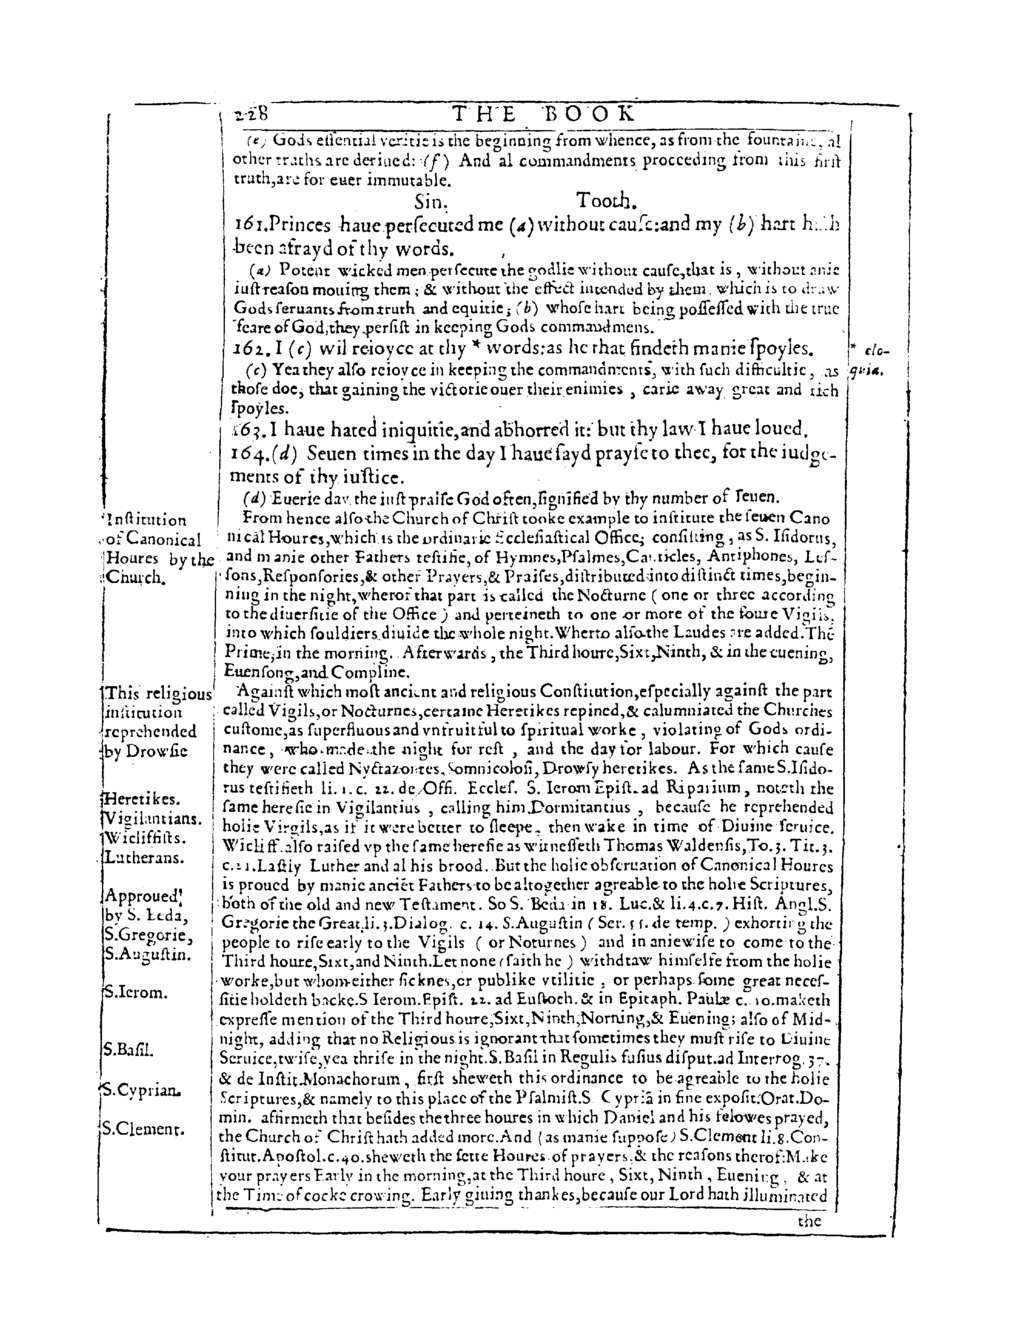 228 THE BOOK
(e) Gods essential veritie is the beginning from whence, as from the fountaine, al
other truths are deriued: (f) And al commandments proceeding from this first
truth,are for euer immutable.
Sin. Tooth.
161.Princes haue persecuted me (a) without cause:and my (b) hart hath
been afrayd of thy words.
(a) Potent wicked men persecute the godlie without cause,that is, without anie
iust reason mouing them; & without the effect intended by them, which is to draw
Gods seruants from truth and equitie; (b) whose hart being possessed with the true
feare of God,they persist in keeping Gods commandmens.
162. I (c) wil reioyce at thy * words:as he that findeth manie spoyles.
* elo-
quia.
(c) Yea they also reioyce in keeping the commandments, with such difficultie, as
those doe, that gaining the victorie ouer their enimies, carie away great and rich
spoyles.
163. I haue hated iniquitie,and abhorred it: but thy law I haue loued.
164.(d) Seuen times in the day I haue sayd prayse to thee, for the iudge-
ments of thy iustice.
(d) Euerie day the iust praise God often,signified by thy number of seuen.
Institution
of Canonical
Houres by the
Church.
From hence also the Church of Christ tooke example to institute the seuen Cano
nical Houres,which is the ordinarie Ecclesiastical Office; consisting, as S. Isidorus,
and manie other Fathers testifie, of Hymnes,Psalmes,Canticles, Antiphones, Les-
sons,Responsories,& other Prayers,& Praises,distributed into distinct times,begin-
ning in the night,wherof that part is called the Nocturne ( one or three according
to the diuersitie of the Office ) and perteineth to one or more of the foure Vigils,
into which souldiers diuide the whole night.Wherto also the Laudes are added.The
Prime,in the morning. Afterwards, the Third houre,Sixt,Ninth, & in the euening,
Euensong,and Compline.
This religious
institution
reprehended
by Drowsie
Heretikes.
Vigilantians.
Wicliffists.
Lutherans.
Against which most ancient and religious Constitution,especially against the part
called Vigils,or Nocturnes,certaine Heretikes repined,& calumniated the Churches
custome,as superfluous and vnfruitful to spiritual worke, violating of Gods ordi-
nance, who made the night for rest, and the day for labour. For which cause
they were called Nyctazontes, Somnicolosi, Drowsy heretikes. As the same S.Isido-
rus testifieth li. 1. c. 22. de Offi. Eccles. S. Ierom Epist. ad Riparium, noteth the
same heresie in Vigilantius, calling him Dormitantius, because he reprehended
holie Virgils,as if it were better to sleepe, then wake in time of Diuine seruice.
Wicliff also raised vp the same heresie as witnesseth Thomas Waldensis,To.3. Tit.3.
c.21.Lastly Luther and al his brood. But the holie obseruation of Canonical Houres
Approued
by S. Beda,
S.Gregorie,
S.Augustin.
is proued by manie anciēt Fathers to be altogether agreable to the holie Scriptures,
both of the old and new Testament. So S. Beda in 18. Luc.& li.4.c.7. Hist. Angl.S.
Gregorie the Great,li.3.Dialog. c. 14. S.Augustin ( Ser. 55. de temp. ) exhorting the
people to rise early to the Vigils ( or Noturnes ) and in aniewise to come to the
Third houre,Sixt,and Ninth.Let none ( saith he ) withdraw himselfe from the holie
worke,but whom either sicknes,or publike vtilitie, or perhaps some great neces-
S.Ierom.
sitie holdeth backe.S Ierom.Epist. 22. ad Eustoch.& in Epitaph. Paulæ c. 10.maketh
expresse mention of the Third houre,Sixt,Ninth,Norning,& Euening; also of Mid-
night, adding that no Religious is ignorant that sometimes they must rise to Diuine
S.Basil.
Seruice,twise,yea thrise in the night.S.Basil in Regulis fusius disput.ad Interrog.37.
& de Instit.Monachorum, first sheweth this ordinance to be agreable to the holie
S.Cyprian.
Scriptures,& namely to this place of the Psalmist.S Cypriā in fine exposit.Orat.Do-
min. affirmeth that besides the three houres in which Daniel and his felowes prayed,
S.Clement.
the Church of Christ hath added more.And ( as manie suppose ) S.Clement li.8.Con-
stitut.Apostol.c.40.sheweth the sette Houres of prayers,& the reasons therof:Make
your prayers Early in the morning,at the Third houre, Sixt, Ninth, Euening, & at
the Time of cocke crowing. Early giuing thankes,because our Lord hath illuminated
the